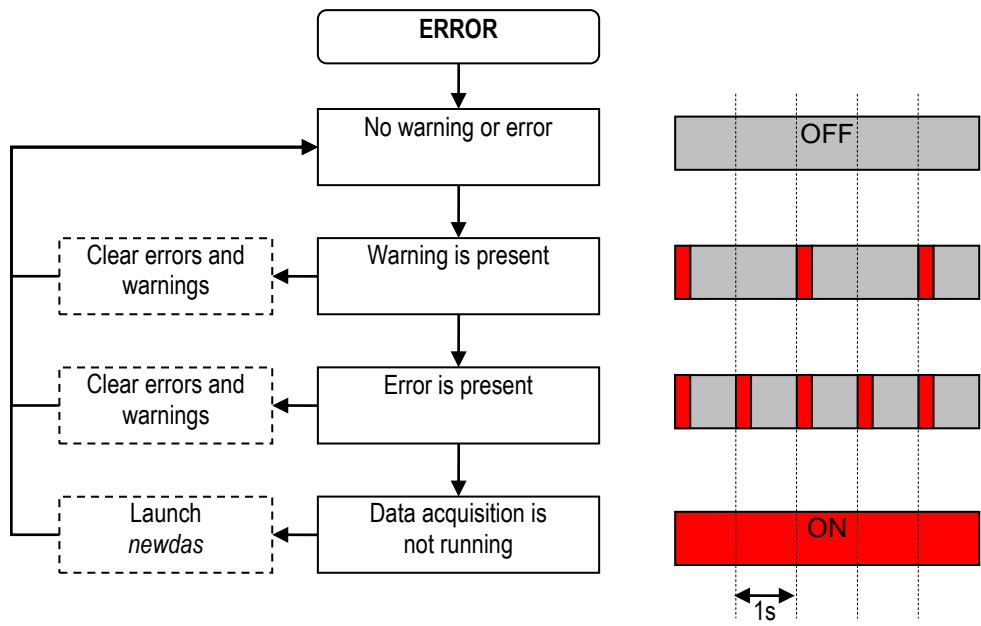 ERROR
No warning or error
OFF
Clear errors and
warnings
Warning is present
Clear errors and
warnings
Error is present
Launch
newdas
Data acquisition is
not running
ON
1s